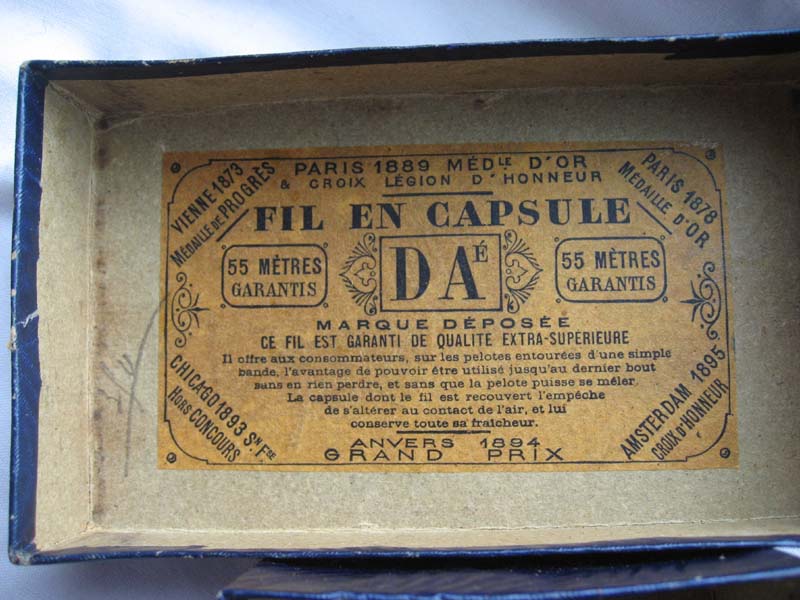 PARIS 1889 MÉDLE D'OR
& CROIX LÉGION D'HONNEUR
VIENNE 1873
MÉDAILLE DE PROGRÈS
PARIS 1878
MÉDAILLE D'OR
FIL EN CAPSULE
55 MÈTRES
GARANTIS
DAÉ
55 MÈTRES
GARANTIS
MARQUE DÉPOSÉE
CE FIL EST GARANTI DE QUALITÉ EXTRA-SUPÉRIEURE
Il offre aux consommateurs, sur les pelotes entourées d'une simple
bande, l'avantage de pouvoir être utilisé jusqu'au dernier bout
sans en rien perdre, et sans que la pelote puisse se mêler.
La capsule dont le fil est recouvert l'empêche
de s'altérer au contact de l'air, et lui
conserve toute sa fraîcheur.
CHICAGO 1893 SN FSE
HORS CONCOURS
AMSTERDAM 1895
CROIX D'HONNEUR
ANVERS 1894
GRAND PRIX